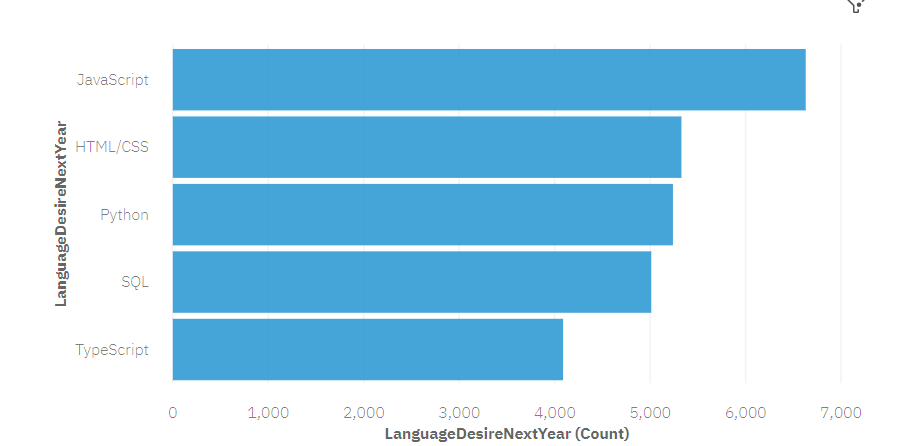 LanguageDesireNextYear
JavaScript
HTML/CSS
Python
SQL
TypeScript
0 1,000 2,000 3,000 4,000 5,000 6,000 7,000
LanguageDesireNextYear (Count)